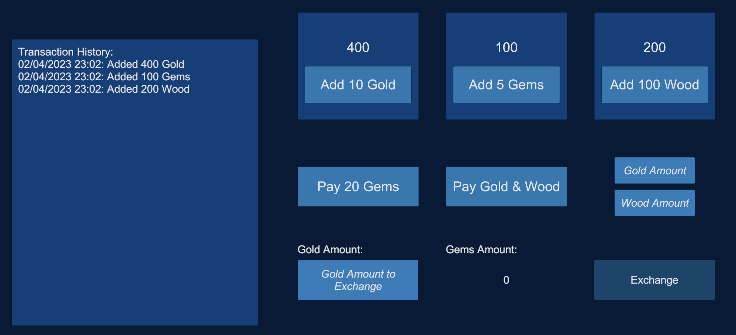 Transaction History:
02/04/2023 23:02: Added 400 Gold
02/04/2023 23:02: Added 100 Gems
02/04/2023 23:02: Added 200 Wood
400
Add 10 Gold
100
Add 5 Gems
200
Add 100 Wood
Pay 20 Gems
Pay Gold & Wood
Gold Amount
Wood Amount
Gold Amount:
Gold Amount to
Exchange
Gems Amount:
0
Exchange